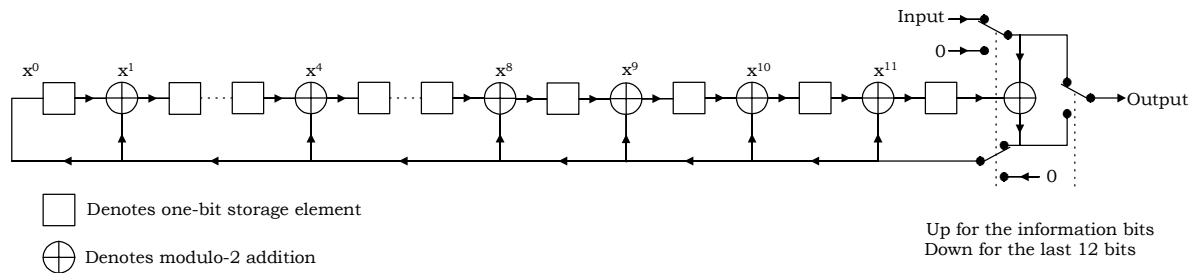 Input
0
x⁰ x¹ x⁴ x⁸ x⁹ x¹⁰ x¹¹
Output
0
Denotes one-bit storage element
Denotes modulo-2 addition
Up for the information bits
Down for the last 12 bits